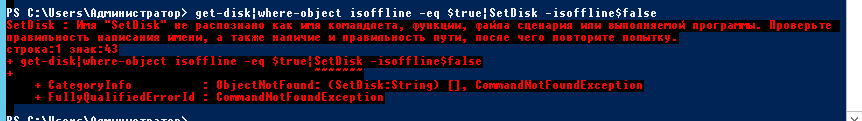 PS C:\Users\Администратор> get-disk|where-object isoffline -eq $true|SetDisk -isoffline$false
SetDisk : Имя "SetDisk" не распознано как имя командлета, функции, файла сценария или выполняемой программы. Проверьте
правильность написания имени, а также наличие и правильность пути, после чего повторите попытку.
строка:1 знак:43
+ get-disk|where-object isoffline -eq $true|SetDisk -isoffline$false
+                                           ~~~~~~~
    + CategoryInfo          : ObjectNotFound: (SetDisk:String) [], CommandNotFoundException
    + FullyQualifiedErrorId : CommandNotFoundException
PS C:\Users\Администратор>